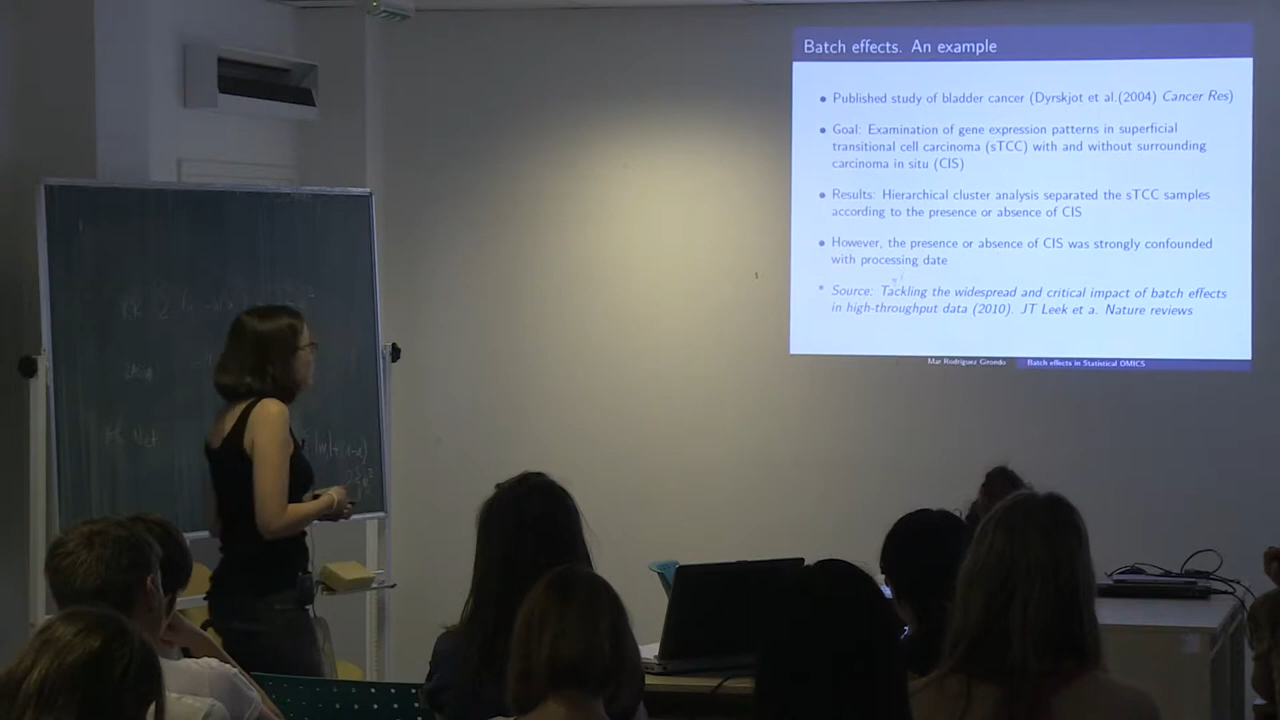 Batch effects. An example
Published study of bladder cancer (Dyrskjot et al.(2004) Cancer Res)
Goal: Examination of gene expression patterns in superficial
transitional cell carcinoma (sTCC) with and without surrounding
carcinoma in situ (CIS)
Results: Hierarchical cluster analysis separated the sTCC samples
according to the presence or absence of CIS
However, the presence or absence of CIS was strongly confounded
with processing date
Source: Tackling the widespread and critical impact of batch effects
in high-throughput data (2010). JT Leek et a. Nature reviews
Mar Rodríguez Girondo Batch effects in Statistical OMICS
Net